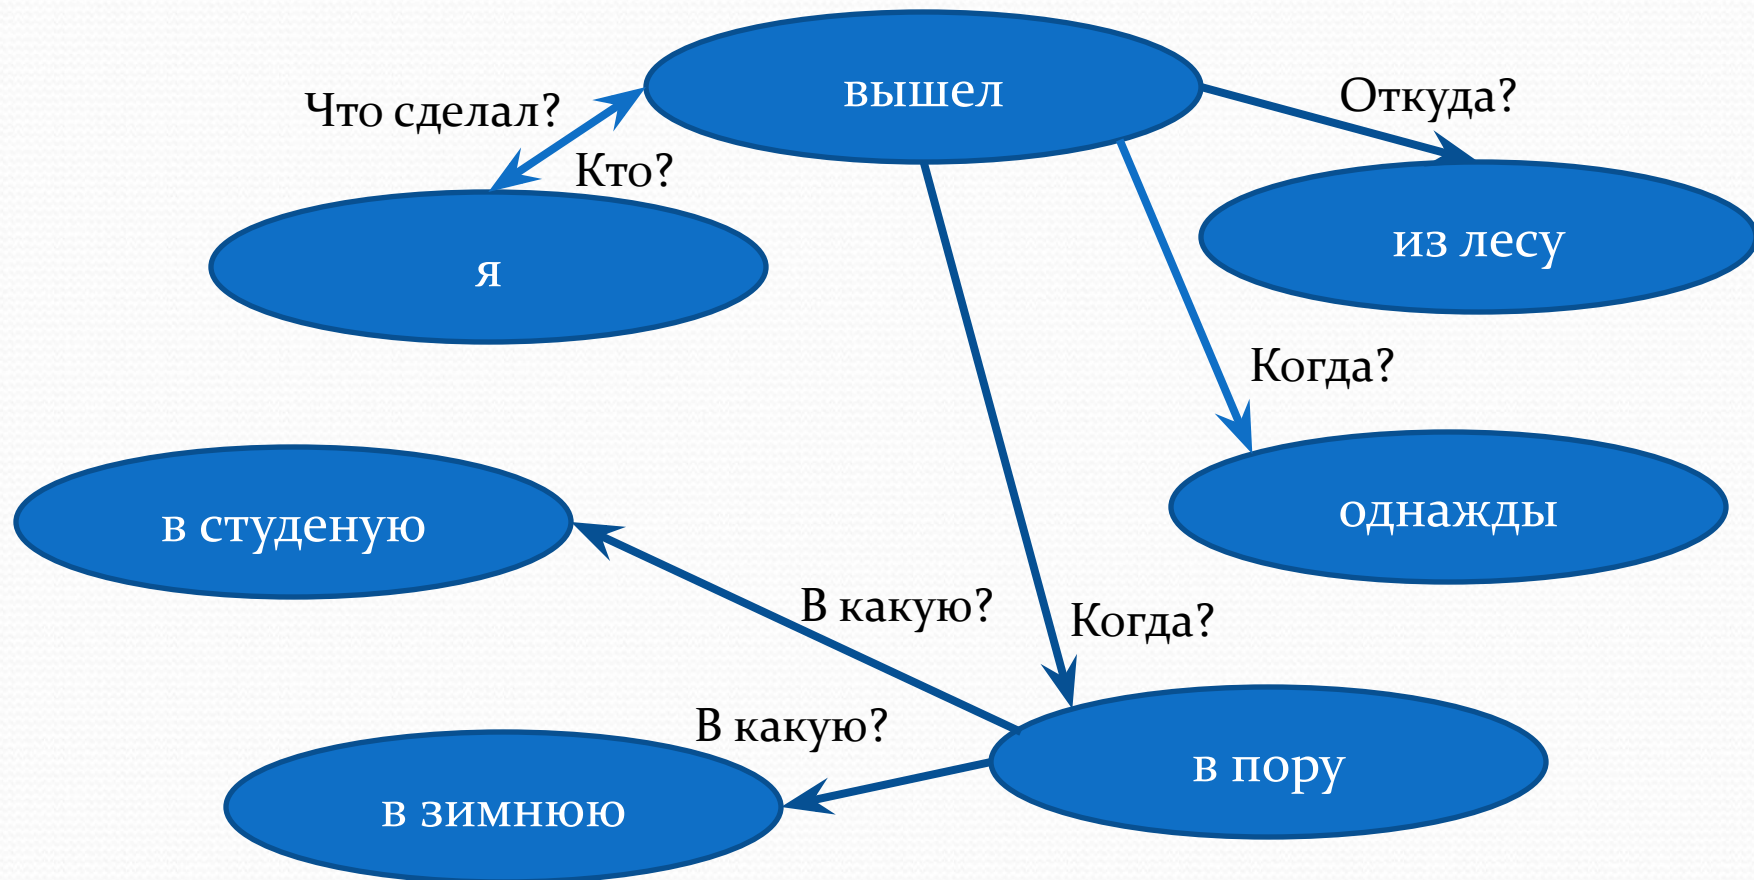 вышел
Откуда?
Что сделал?
Кто?
из лесу
я
Когда?
однажды
в студеную
В какую?
Когда?
В какую?
в пору
в зимнюю